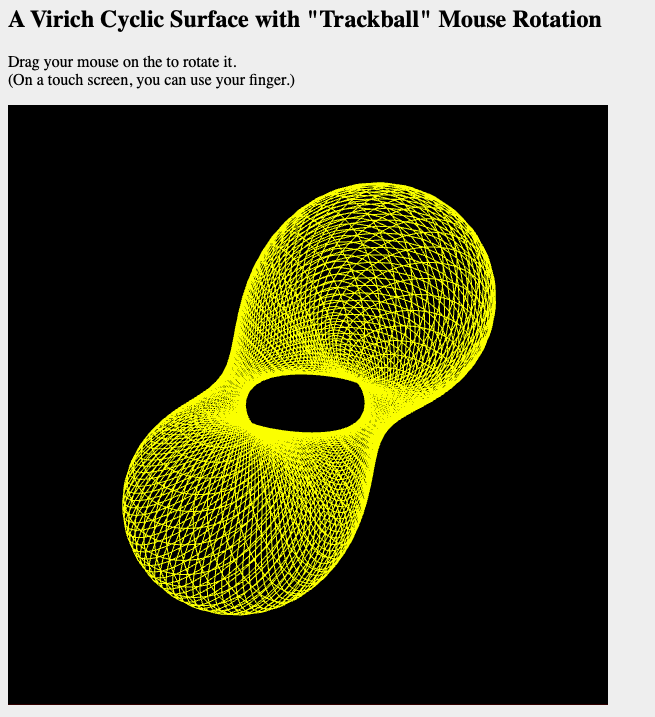 A Virich Cyclic Surface with "Trackball" Mouse Rotation
Drag your mouse on the to rotate it.
(On a touch screen, you can use your finger.)